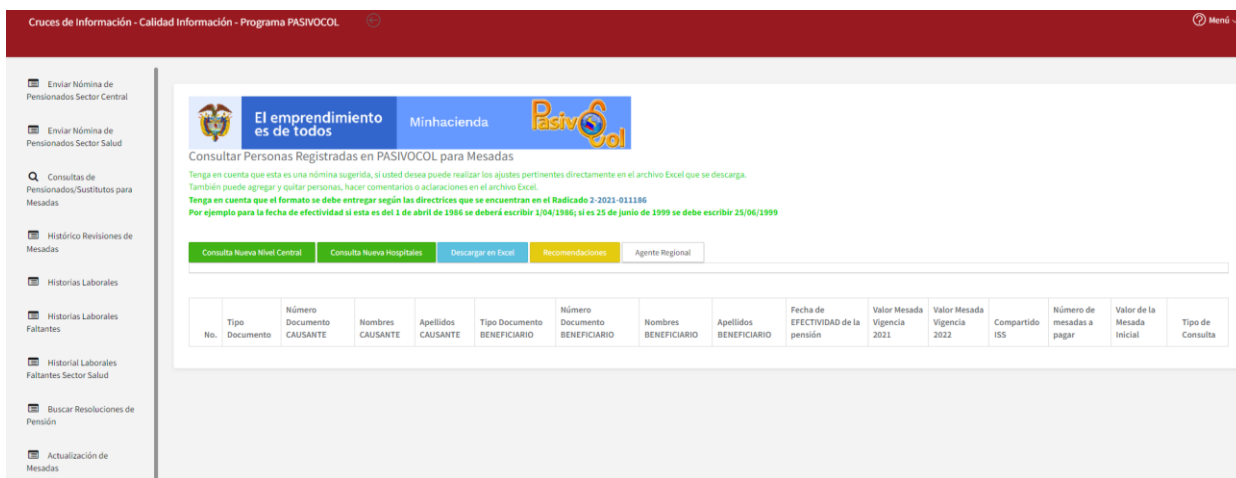 Cruces de Información - Calidad Información - Programa PASIVOCOL
Menú
Enviar Nómina de
Pensionados Sector Central
Enviar Nómina de
Pensionados Sector Salud
Consultas de
Pensionados/Sustitutos para
Mesadas
Histórico Revisiones de
Mesadas
Historias Laborales
Historias Laborales
Faltantes
Historial Laborales
Faltantes Sector Salud
Buscar Resoluciones de
Pensión
Actualización de
Mesadas
El emprendimiento
es de todos
Minhacienda
PasivoCol
Consultar Personas Registradas en PASIVOCOL para Mesadas
Tenga en cuenta que esta es una nómina sugerida, si usted desea puede realizar los ajustes pertinentes directamente en el archivo Excel que se descarga.
También puede agregar y quitar personas, hacer comentarios o aclaraciones en el archivo Excel.
Tenga en cuenta que el formato se debe entregar según las directrices que se encuentran en el Radicado 2-2021-011186
Por ejemplo para la fecha de efectividad si esta es del 1 de abril de 1986 se deberá escribir 1/04/1986; si es 25 de junio de 1999 se debe escribir 25/06/1999
Consulta Nueva Nivel Central
Consulta Nueva Hospitales
Descargar en Excel
Recomendaciones
Agente Regional
No.
Tipo
Documento
Número
Documento
CAUSANTE
Nombres
CAUSANTE
Apellidos
CAUSANTE
Tipo Documento
BENEFICIARIO
Número
Documento
BENEFICIARIO
Nombres
BENEFICIARIO
Apellidos
BENEFICIARIO
Fecha de
EFECTIVIDAD de la
pensión
Valor Mesada
Vigencia
2021
Valor Mesada
Vigencia
2022
Compartido
ISS
Número de
mesadas a
pagar
Valor de la
Mesada
Inicial
Tipo de
Consulta